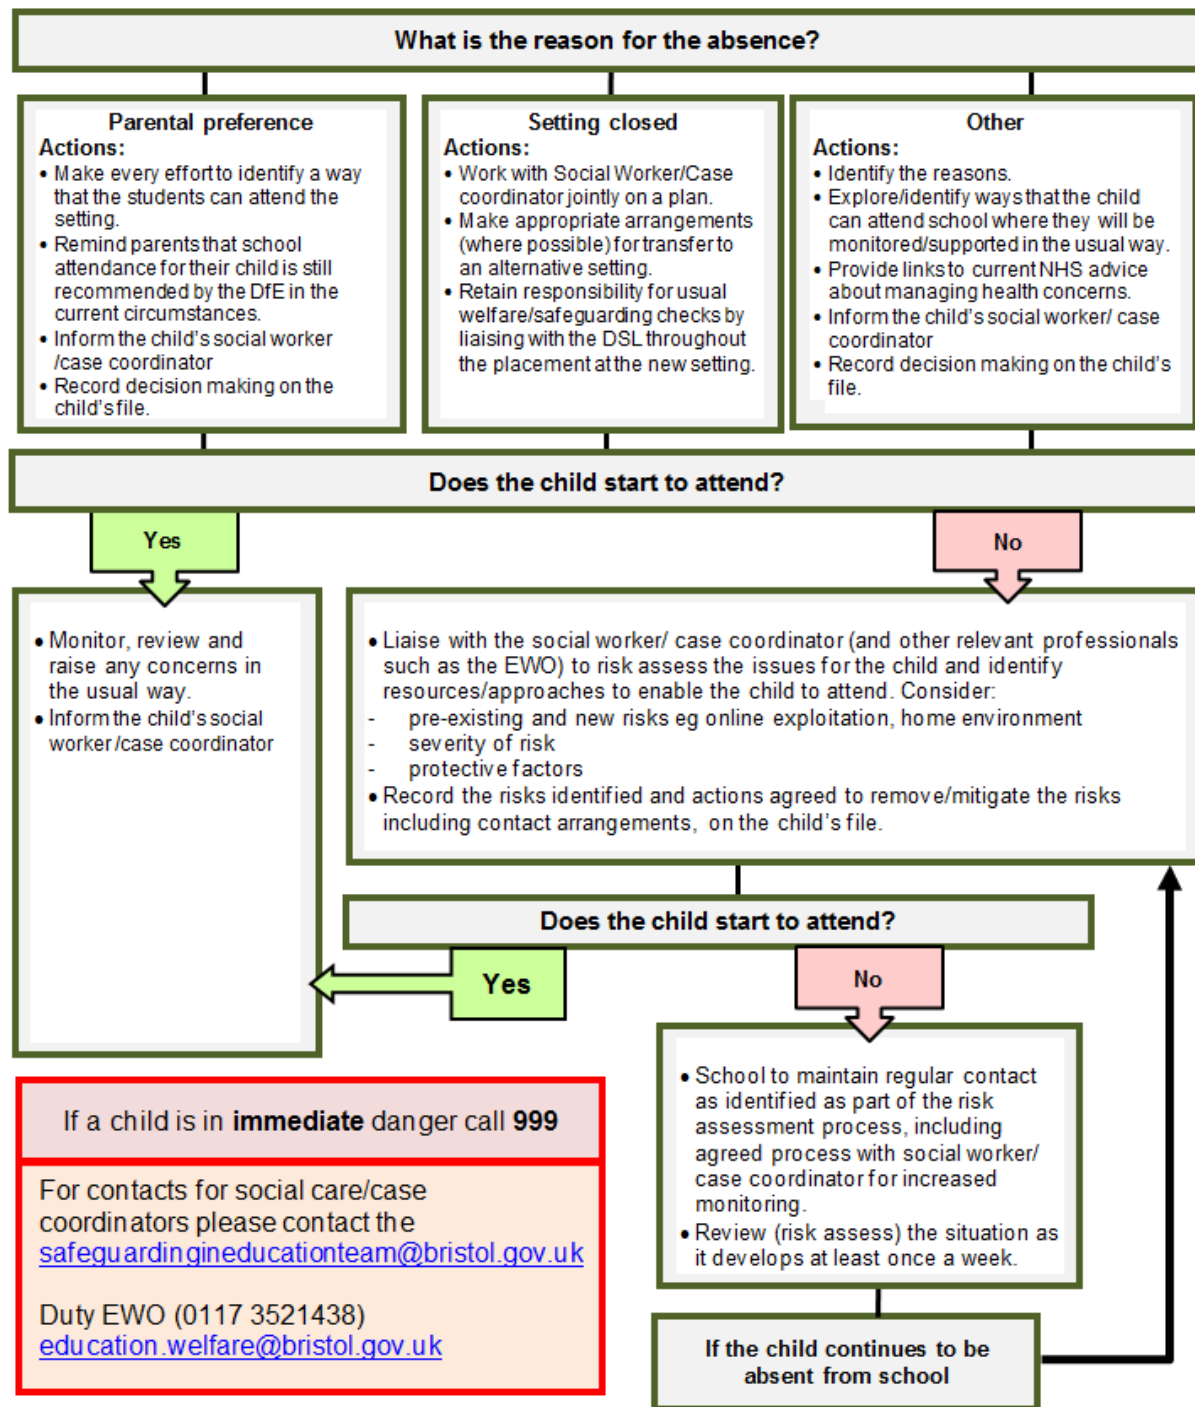 What is the reason for the absence?
Parental preference
Actions:
• Make every effort to identify a way
that the students can attend the
setting.
• Remind parents that school
attendance for their child is still
recommended by the DfE in the
current circumstances.
• Inform the child's social worker
/case coordinator
• Record decision making on the
child's file.
Setting closed
Actions:
• Work with Social Worker/Case
coordinator jointly on a plan.
• Make appropriate arrangements
(where possible) for transfer to
an alternative setting.
• Retain responsibility for usual
welfare/safeguarding checks by
liaising with the DSL throughout
the placement at the new setting.
Other
Actions:
• Identify the reasons.
• Explore/identify ways that the child
can attend school where they will be
monitored/supported in the usual way.
• Provide links to current NHS advice
about managing health concerns.
• Inform the child's social worker/ case
coordinator
• Record decision making on the child's
file.
Does the child start to attend?
Yes
No
• Monitor, review and
raise any concerns in
the usual way.
• Inform the child's social
worker/case coordinator
• Liaise with the social worker/ case coordinator (and other relevant professionals
such as the EWO) to risk assess the issues for the child and identify
resources/approaches to enable the child to attend. Consider:
- pre-existing and new risks eg online exploitation, home environment
- severity of risk
- protective factors
• Record the risks identified and actions agreed to remove/mitigate the risks
including contact arrangements, on the child's file.
Does the child start to attend?
Yes
No
• School to maintain regular contact
as identified as part of the risk
assessment process, including
agreed process with social worker/
case coordinator for increased
monitoring.
• Review (risk assess) the situation as
it develops at least once a week.
If the child continues to be
absent from school
If a child is in immediate danger call 999
For contacts for social care/case
coordinators please contact the
safeguardingineducationteam@bristol.gov.uk
Duty EWO (0117 3521438)
education.welfare@bristol.gov.uk